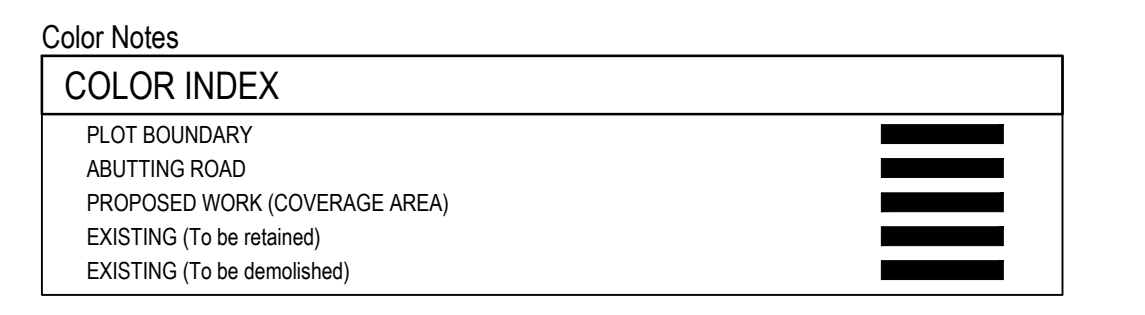 Color Notes
COLOR INDEX
PLOT BOUNDARY
ABUTTING ROAD
PROPOSED WORK (COVERAGE AREA)
EXISTING (To be retained)
EXISTING (To be demolished)